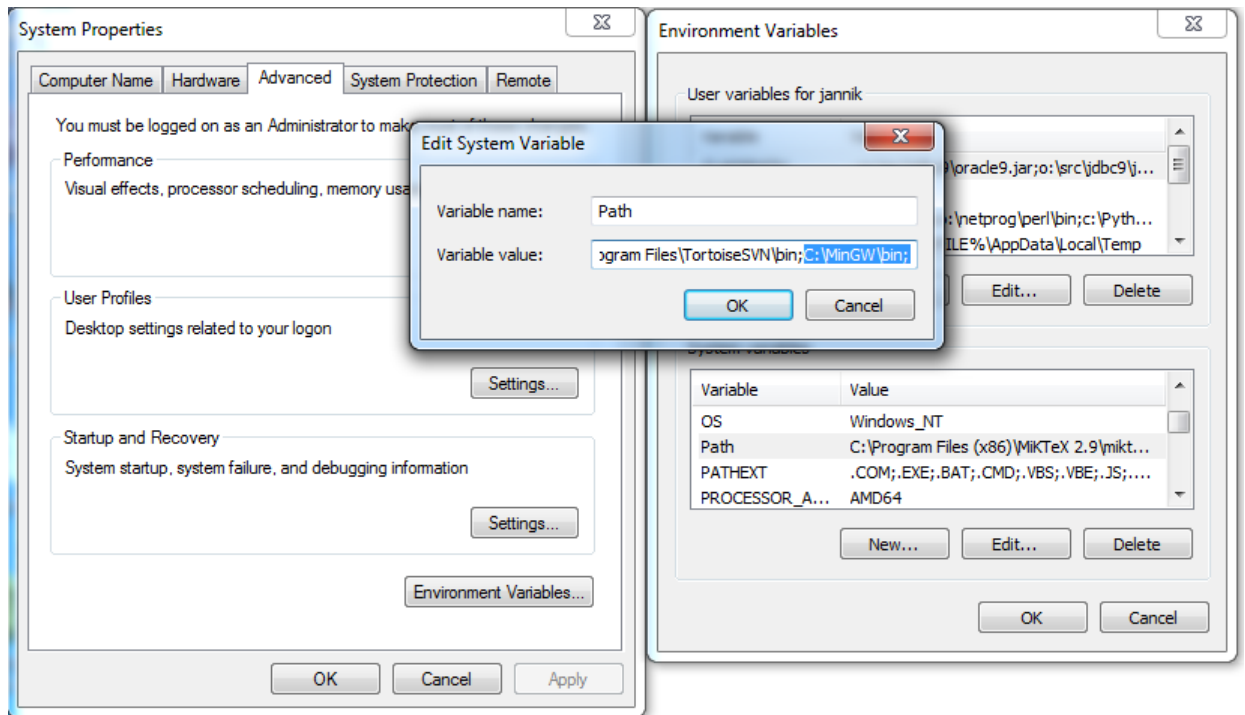 System Properties
Computer Name
Hardware
Advanced
System Protection
Remote
You must be logged on as an Administrator to make
Perfomance
Visual effects, processor scheduling, memory usa
User Profiles
Desktop settings related to your logon
Settings...
Startup and Recovery
System startup, system failure, and debugging information
Settings...
Environment Variables...
OK
Cancel
Apply
Edit System Variable
Variable name:
Path
Variable value:
ogram Files\TortoiseSVN\bin;C:\MinGW\bin;
OK
Cancel
Environment Variables
User variables for jannik
\oracle9.jar;o:\src\jdbc9\j...
:\netprog\perl\bin;c:\Pyth...
ILE%\AppData\Local\Temp
Edit...
Delete
System variables
Variable Value
OS Windows_NT
Path C:\Program Files (x86)\MiKTeX 2.9\mikt...
PATHEXT .COM;.EXE;.BAT;.CMD;.VBS;.VBE;.JS;....
PROCESSOR_A... AMD64
New...
Edit...
Delete
OK
Cancel